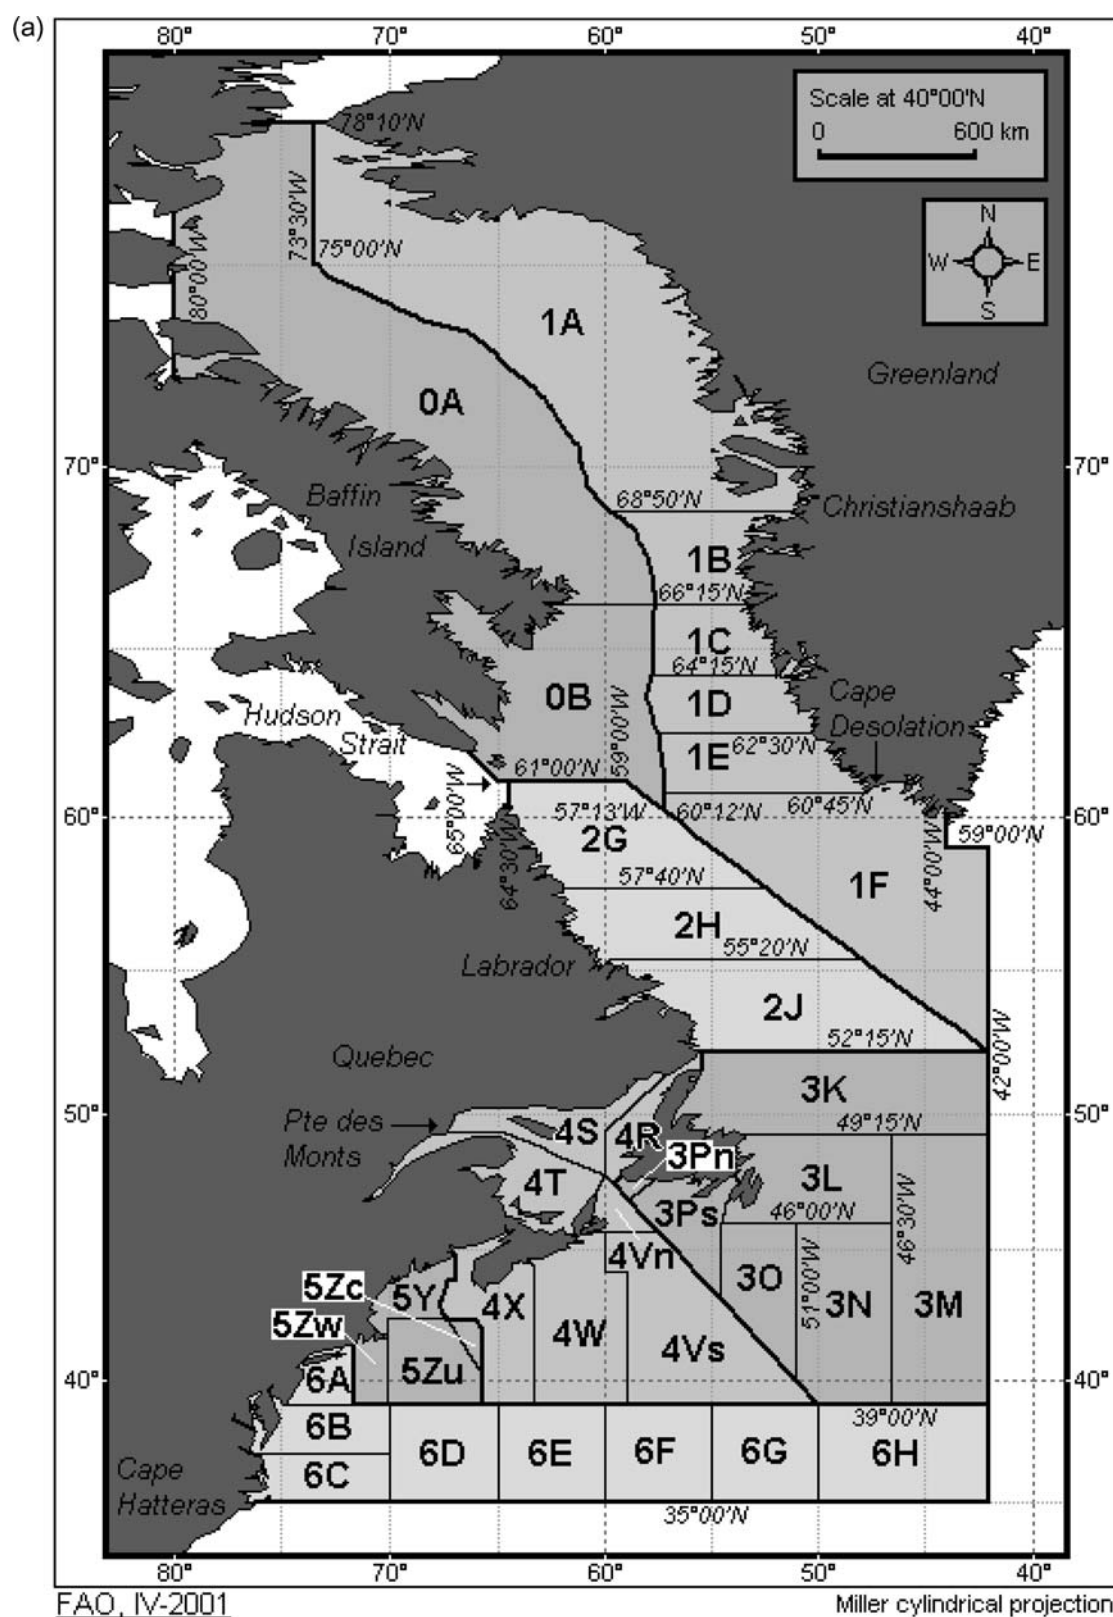 (a)
80° 70° 60° 50° 40°
78°10'N
Scale at 40°00'N
0 600 km
73°30'W
N
W E
S
75°00'N
80°00'W
1A
Greenland
0A
70° 70°
Baffin
Island
68°50'N
Christianshaab
1B
66°15'N
1C
64°15'N
0B
1D
Cape
Desolation
Hudson
Strait
59°00'W
62°30'N
1E
61°00'N
65°00'W
60°45'N
57°13'W
60°12'N
60° 60°
59°00'N
2G
64°30'W
44°00'W
57°40'N
1F
2H
55°20'N
Labrador
2J
52°15'N
42°00'W
Quebec
3K
50° 50°
Pte des
Monts
49°15'N
4S
4R
3Pn
4T
3L
3Ps
46°00'N
46°30'W
4Vn
3O
51°00'W
5Zc
5Y
4X
3N
3M
5Zw
4W
4Vs
40° 40°
6A
5Zu
39°00'N
6B
6D
6E
6F
6G
6H
6C
Cape
Hatteras
35°00'N
80° 70° 60° 50° 40°
FAO, IV-2001
Miller cylindrical projection